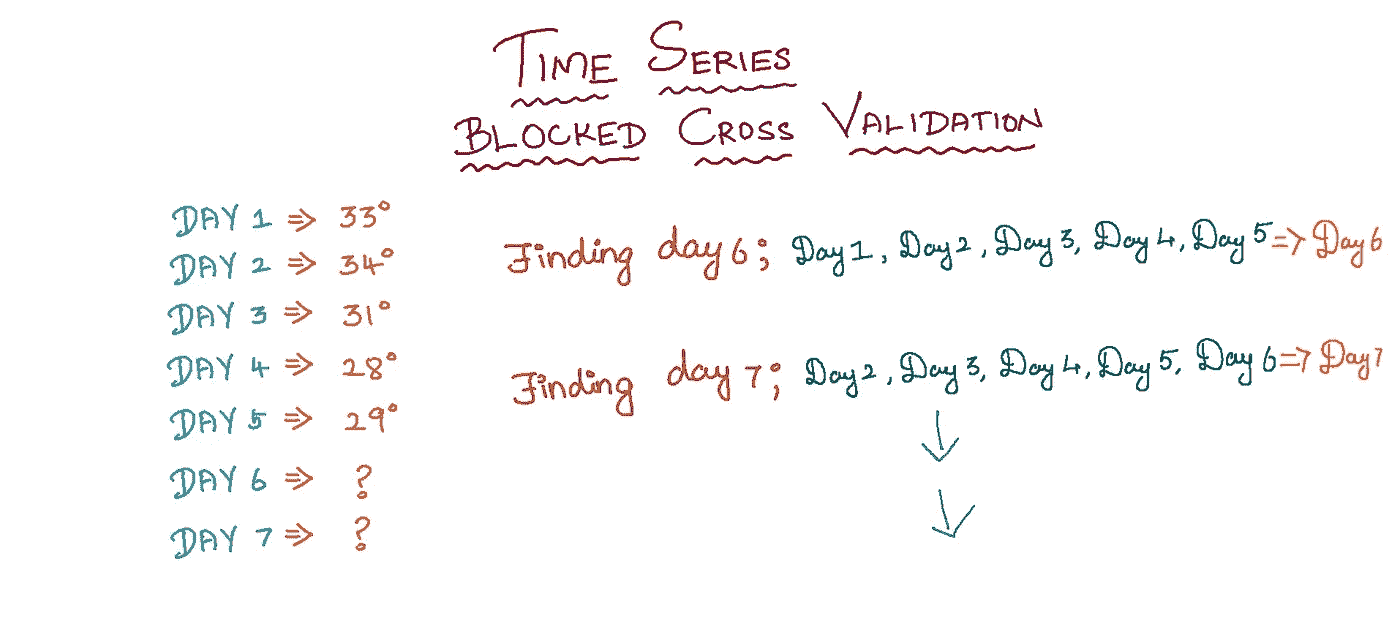 TIME SERIES
BLOCKED CROSS VALIDATION
DAY 1 => 33°
DAY 2 => 34°
DAY 3 => 31°
DAY 4 => 28°
DAY 5 => 29°
DAY 6 => ?
DAY 7 => ?
Finding day 6; Day 1, Day 2, Day 3, Day 4, Day 5 => Day 6
Finding day 7; Day 2, Day 3, Day 4, Day 5, Day 6 => Day 7